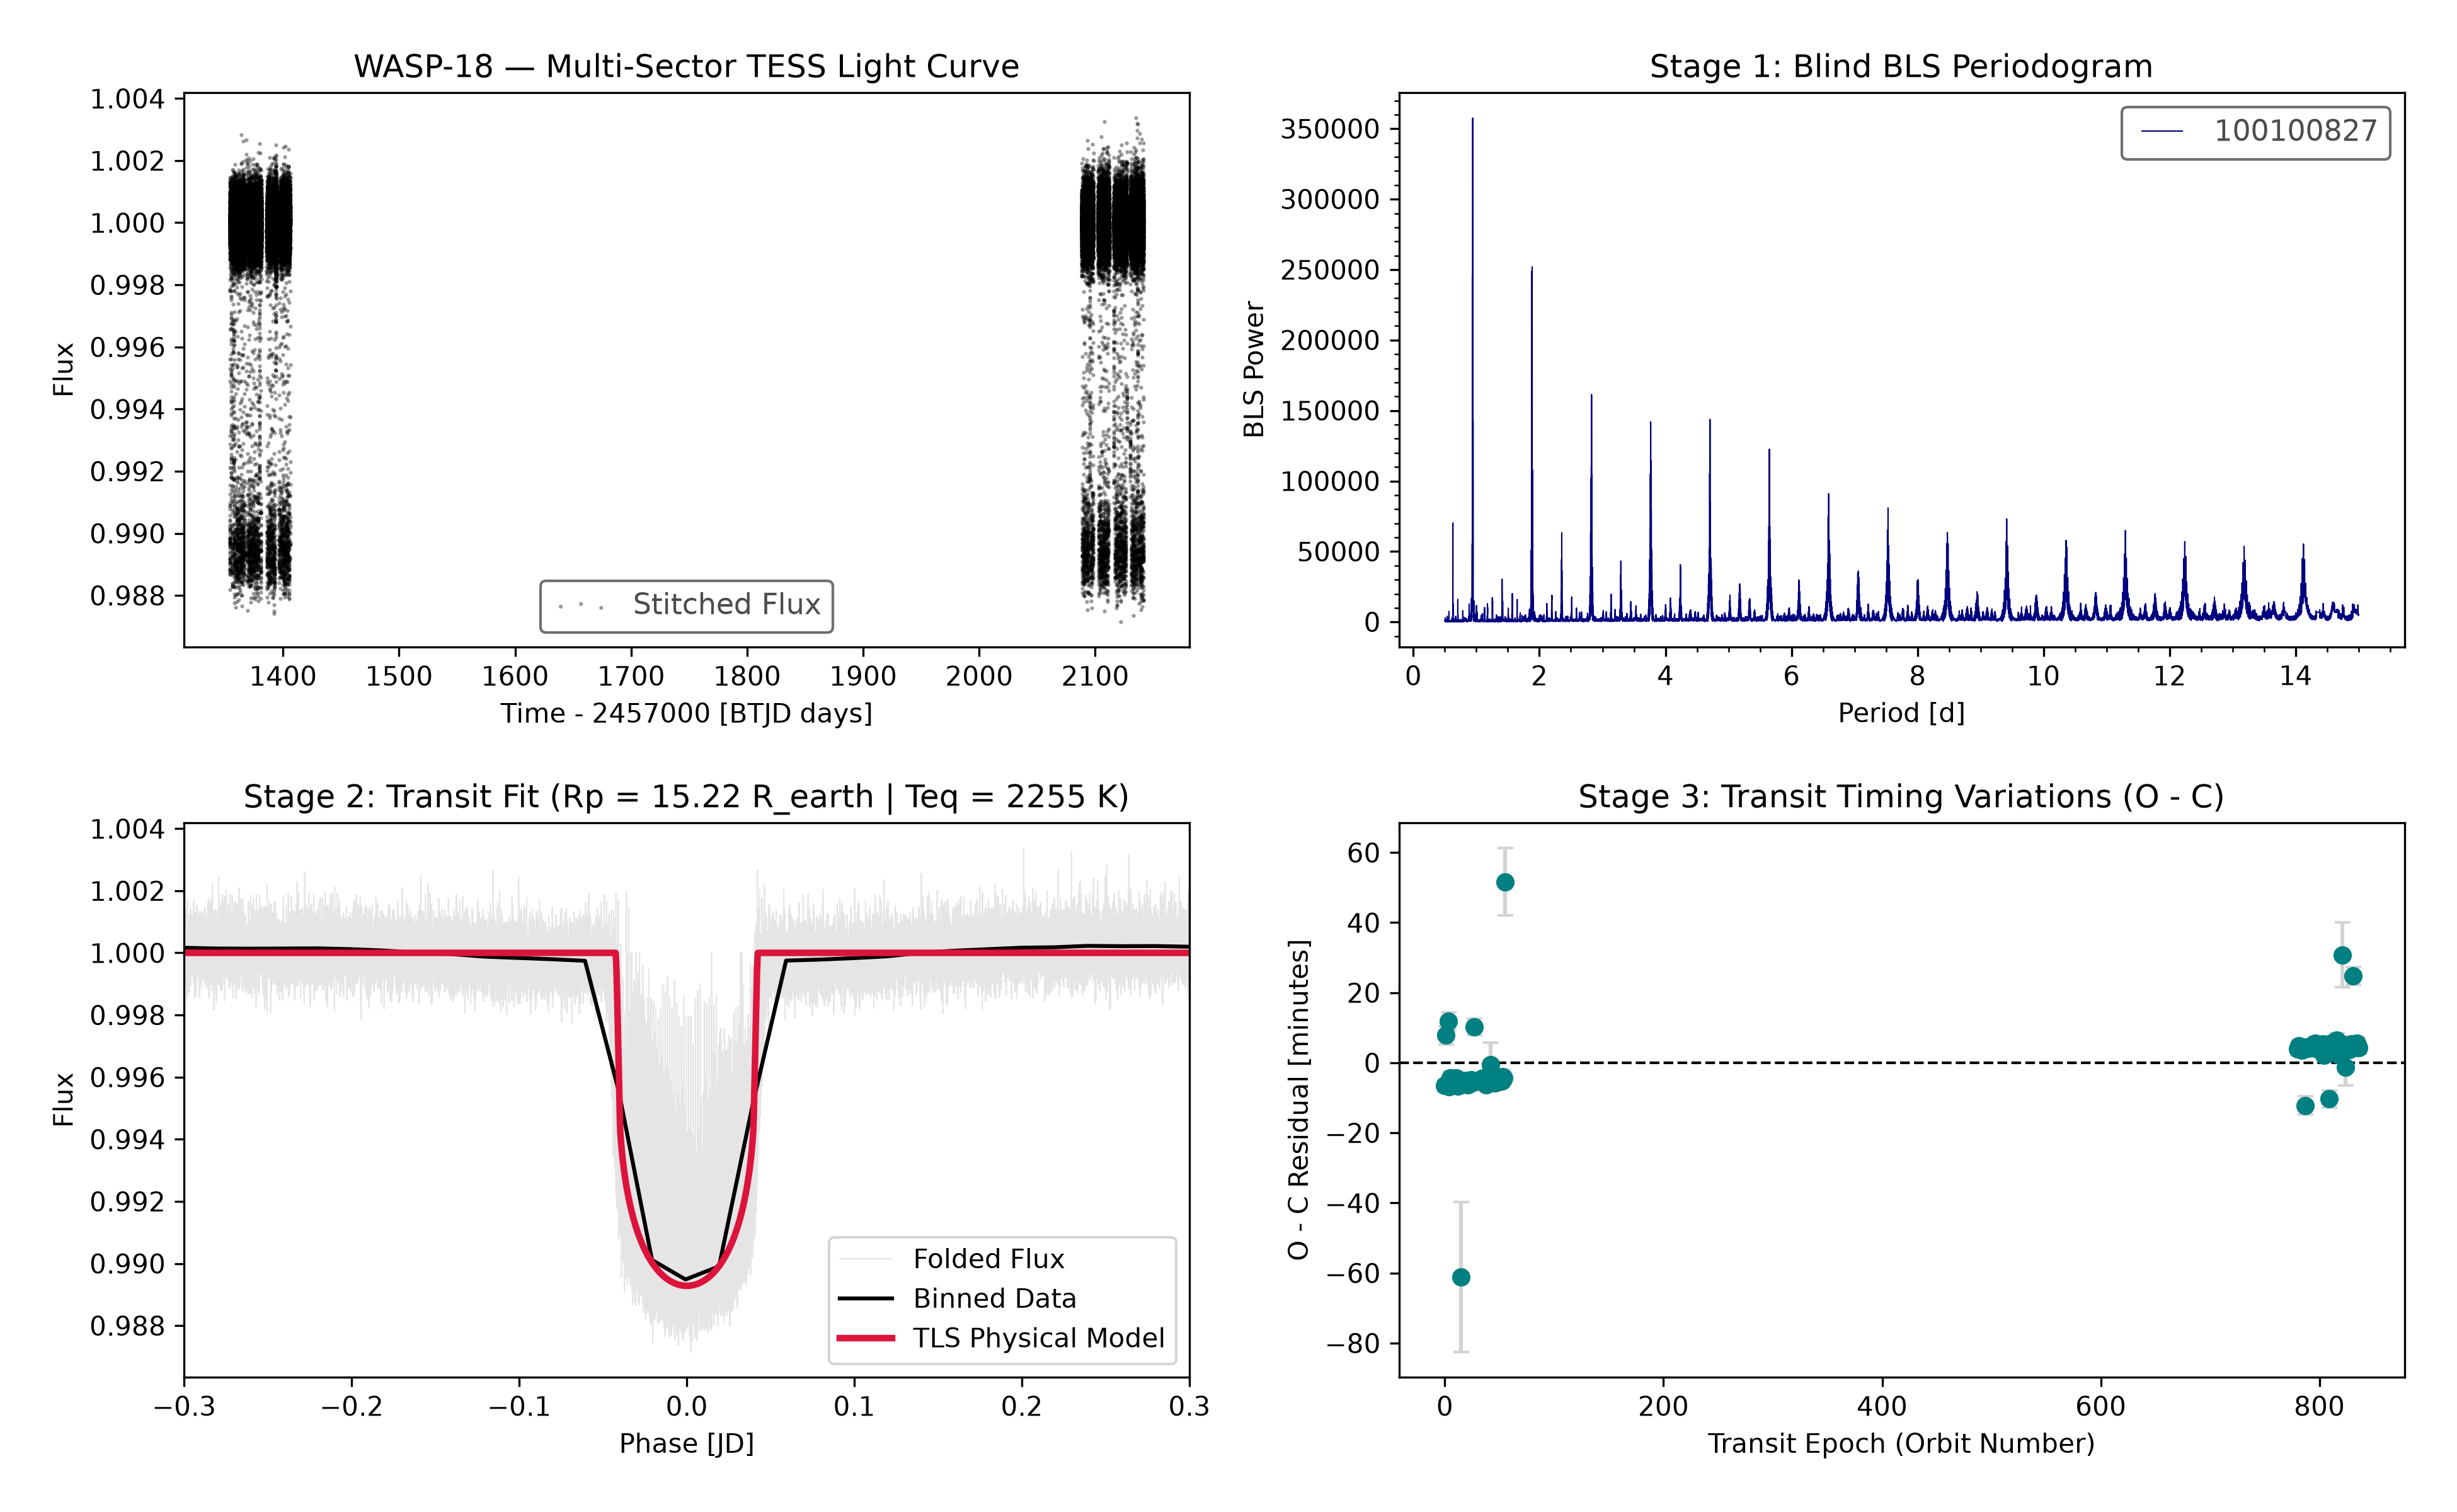 WASP-18 — Multi-Sector TESS Light Curve
1.004
1.002
1.000
0.998
0.996
0.994
0.992
0.990
0.988
Flux
Stitched Flux
1400 1500 1600 1700 1800 1900 2000 2100
Time - 2457000 [BTJD days]
Stage 1: Blind BLS Periodogram
350000
300000
250000
200000
150000
100000
50000
0
BLS Power
100100827
0 2 4 6 8 10 12 14
Period [d]
Stage 2: Transit Fit (Rp = 15.22 R_earth | Teq = 2255 K)
1.004
1.002
1.000
0.998
0.996
0.994
0.992
0.990
0.988
Flux
Folded Flux
Binned Data
TLS Physical Model
−0.3 −0.2 −0.1 0.0 0.1 0.2 0.3
Phase [JD]
Stage 3: Transit Timing Variations (O - C)
60
40
20
0
−20
−40
−60
−80
O - C Residual [minutes]
0 200 400 600 800
Transit Epoch (Orbit Number)